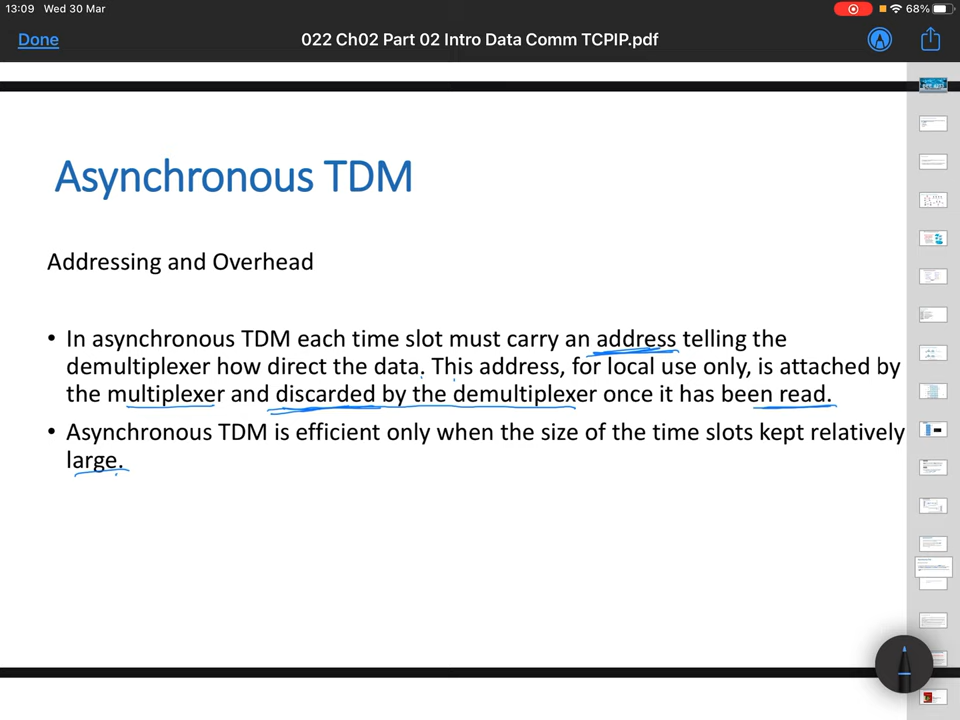 13:09 Wed 30 Mar
68%
Done
022 Ch02 Part 02 Intro Data Comm TCPIP.pdf
Asynchronous TDM
Addressing and Overhead
• In asynchronous TDM each time slot must carry an address telling the
demultiplexer how direct the data. This address, for local use only, is attached by
the multiplexer and discarded by the demultiplexer once it has been read.
• Asynchronous TDM is efficient only when the size of the time slots kept relatively
large.